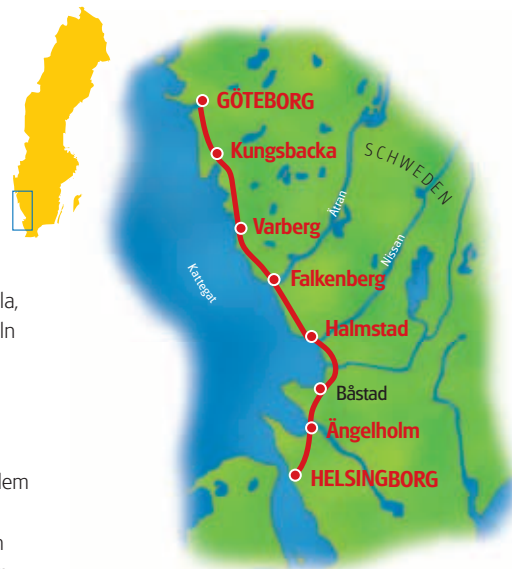 GÖTEBORG
Kungsbacka
SCHWEDEN
Ätran
Varberg
Nissan
Kattegat
Falkenberg
la,
Halmstad
ln
Båstad
Ängelholm
HELSINGBORG
lem